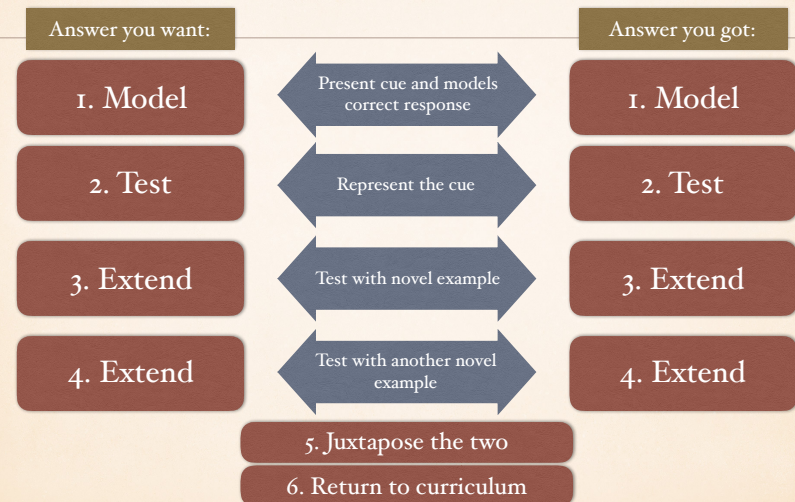 Answer you want:
Answer you got:
1. Model
Present cue and models
correct response
1. Model
2. Test
Represent the cue
2. Test
3. Extend
Test with novel example
3. Extend
4. Extend
Test with another novel
example
4. Extend
5. Juxtapose the two
6. Return to curriculum